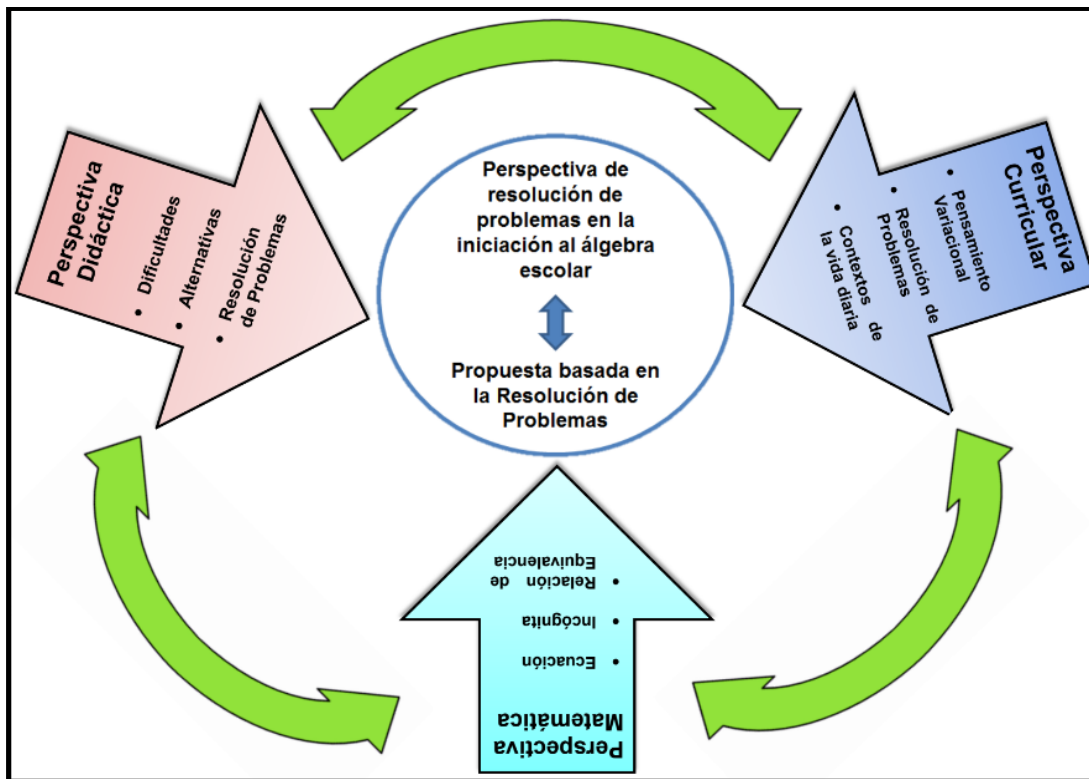 Perspectiva de
resolución de
problemas en la
iniciación al álgebra
escolar
Propuesta basada en
la Resolución de
Problemas
Perspectiva
Didáctica
• Dificultades
• Alternativas
• Resolución
de Problemas
Perspectiva
Curricular
• Pensamiento
Variacional
• Resolución de
Problemas
• Contextos de
la vida diaria
Perspectiva
Matemática
• Ecuación
• Incógnita
• Relación de
Equivalencia